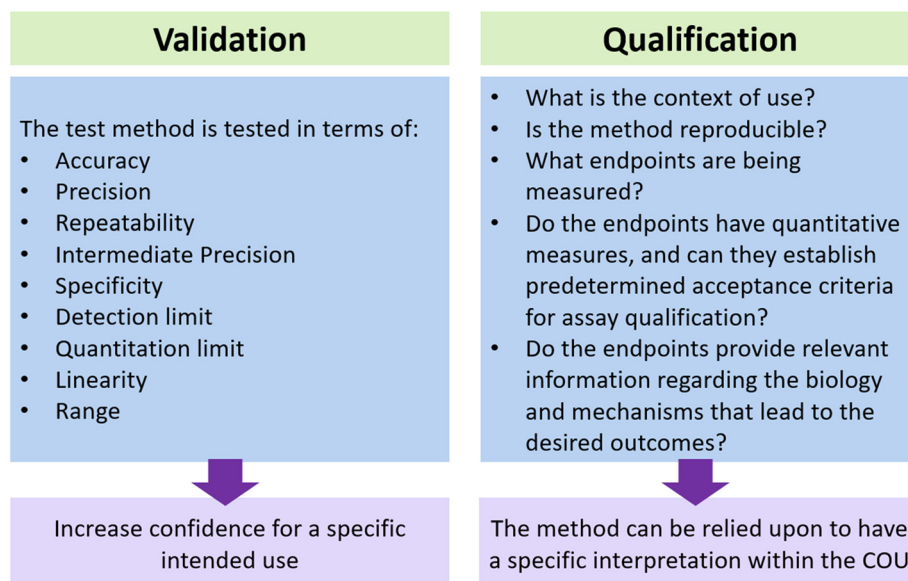 Validation
The test method is tested in terms of:
• Accuracy
• Precision
• Repeatability
• Intermediate Precision
• Specificity
• Detection limit
• Quantitation limit
• Linearity
• Range
Increase confidence for a specific
intended use
Qualification
• What is the context of use?
• Is the method reproducible?
• What endpoints are being
measured?
• Do the endpoints have quantitative
measures, and can they establish
predetermined acceptance criteria
for assay qualification?
• Do the endpoints provide relevant
information regarding the biology
and mechanisms that lead to the
desired outcomes?
The method can be relied upon to have
a specific interpretation within the COU